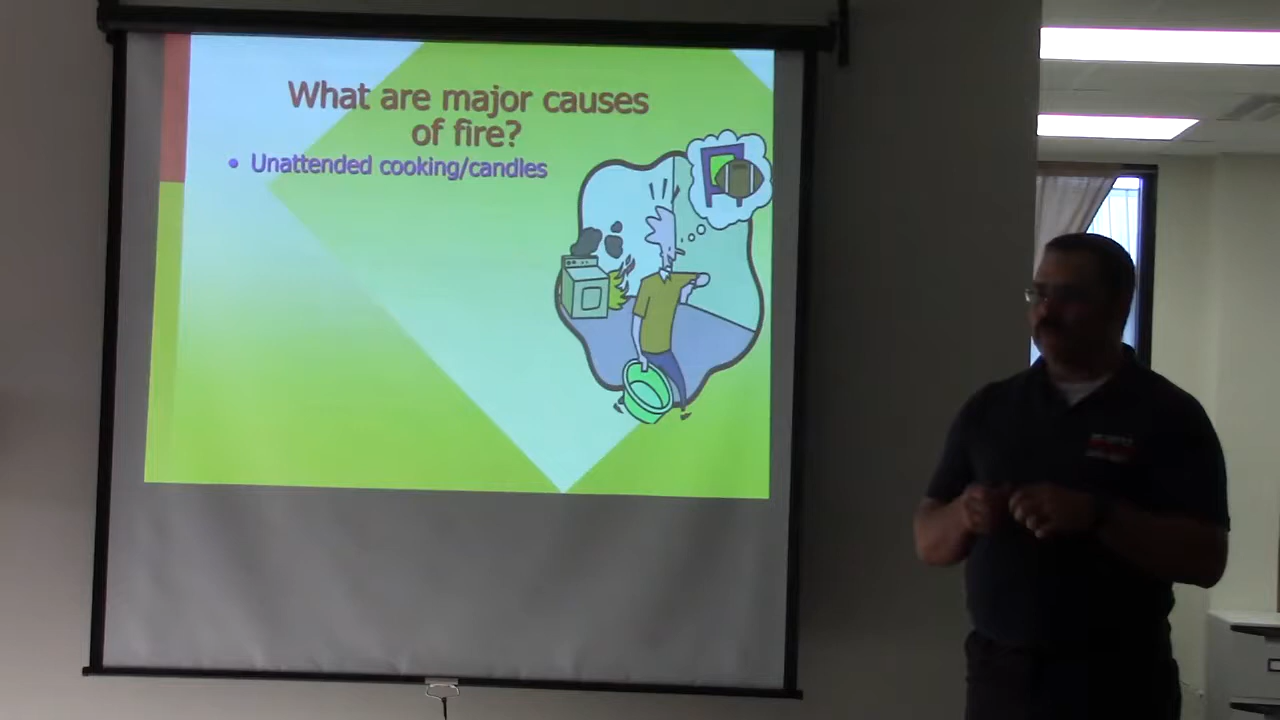 What are major causes
of fire?
• Unattended cooking/candles